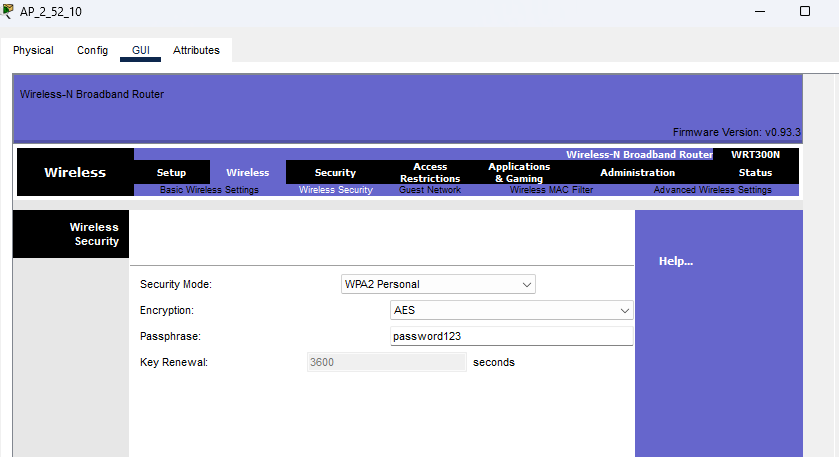 AP_2_52_10
Physical Config GUI Attributes
Wireless-N Broadband Router
Firmware Version: v0.93.3
Wireless-N Broadband Router WRT300N
Wireless
Setup Wireless Security Access Restrictions Applications & Gaming Administration Status
Basic Wireless Settings Wireless Security Guest Network Wireless MAC Filter Advanced Wireless Settings
Wireless
Security
Help...
Security Mode: WPA2 Personal
Encryption: AES
Passphrase: password123
Key Renewal: 3600 seconds